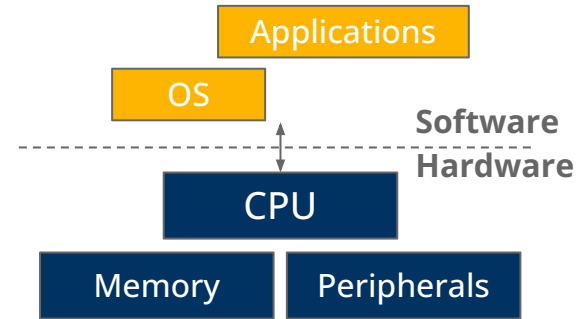 Applications
OS
Software
Hardware
CPU
Memory
Peripherals